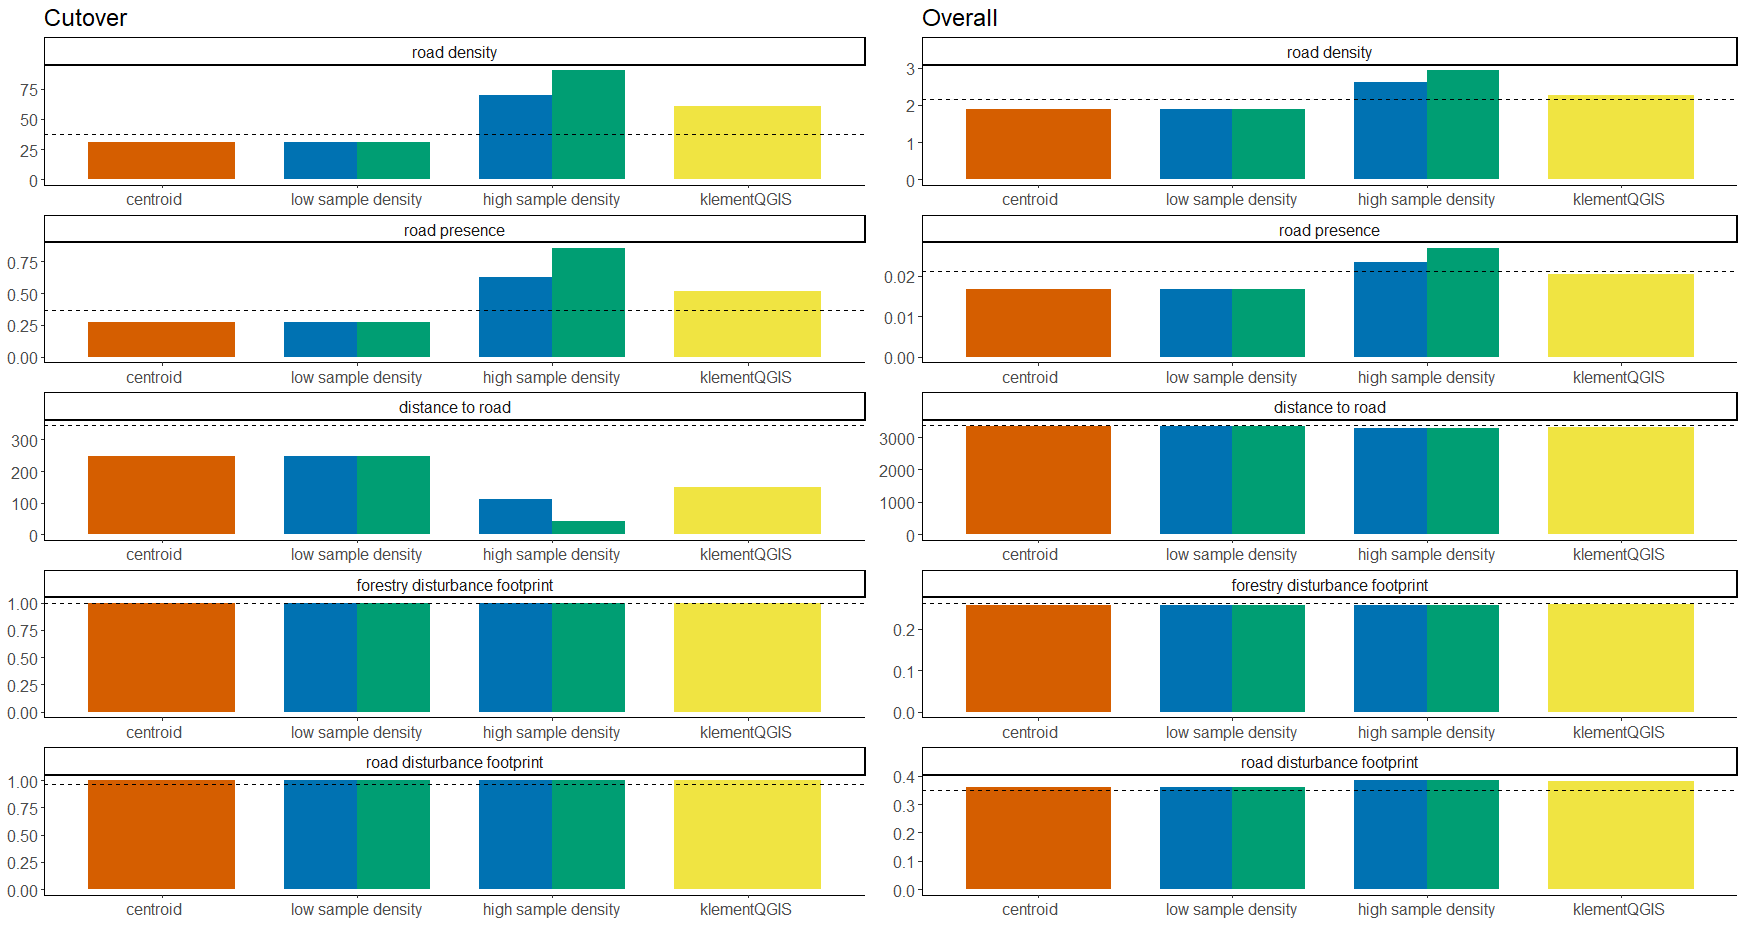 Cutover
road density
75
50
25
0
centroid low sample density high sample density klementQGIS
road presence
0.75
0.50
0.25
0.00
centroid low sample density high sample density klementQGIS
distance to road
300
200
100
0
centroid low sample density high sample density klementQGIS
forestry disturbance footprint
1.00
0.75
0.50
0.25
0.00
centroid low sample density high sample density klementQGIS
road disturbance footprint
1.00
0.75
0.50
0.25
0.00
centroid low sample density high sample density klementQGIS
Overall
road density
3
2
1
0
centroid low sample density high sample density klementQGIS
road presence
0.02
0.01
0.00
centroid low sample density high sample density klementQGIS
distance to road
3000
2000
1000
0
centroid low sample density high sample density klementQGIS
forestry disturbance footprint
0.2
0.1
0.0
centroid low sample density high sample density klementQGIS
road disturbance footprint
0.4
0.3
0.2
0.1
0.0
centroid low sample density high sample density klementQGIS